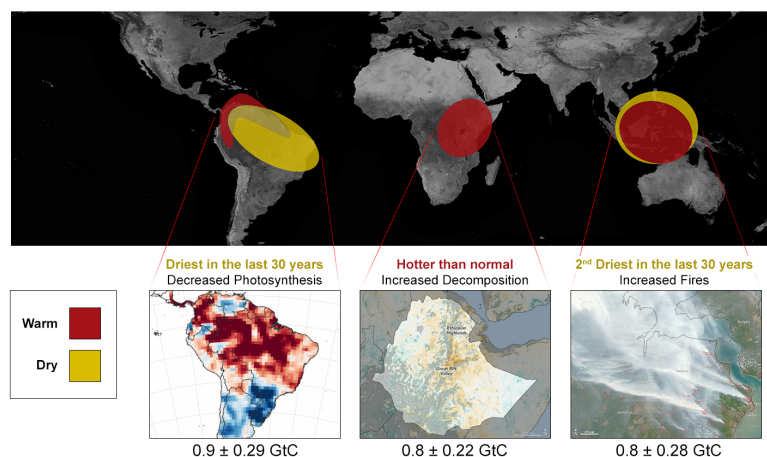 Driest in the last 30 years
Decreased Photosynthesis
Hotter than normal
Increased Decomposition
2nd Driest in the last 30 years
Increased Fires
Warm
Dry
Ethiopian
Highlands
Great Rift
Valley
0.9 ± 0.29 GtC
0.8 ± 0.22 GtC
0.8 ± 0.28 GtC